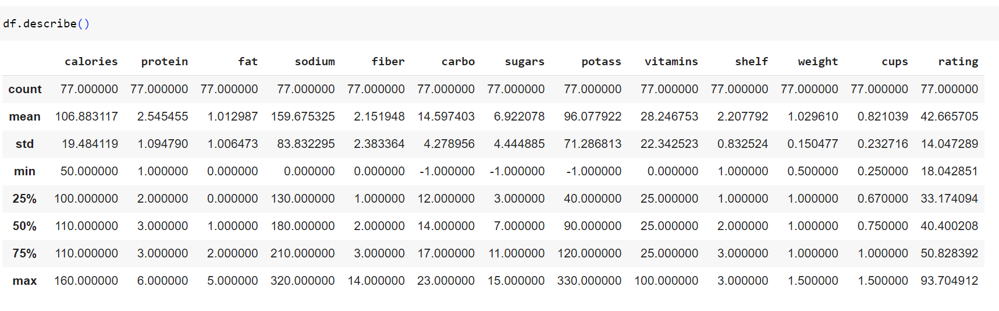 df.describe()
calories protein fat sodium fiber carbo sugars potass vitamins shelf weight cups rating
count 77.000000 77.000000 77.000000 77.000000 77.000000 77.000000 77.000000 77.000000 77.000000 77.000000 77.000000 77.000000 77.000000
mean 106.883117 2.545455 1.012987 159.675325 2.151948 14.597403 6.922078 96.077922 28.246753 2.207792 1.029610 0.821039 42.665705
std 19.484119 1.094790 1.006473 83.832295 2.383364 4.278956 4.444885 71.286813 22.342523 0.832524 0.150477 0.232716 14.047289
min 50.000000 1.000000 0.000000 0.000000 0.000000 -1.000000 -1.000000 -1.000000 0.000000 1.000000 0.500000 0.250000 18.042851
25% 100.000000 2.000000 0.000000 130.000000 1.000000 12.000000 3.000000 40.000000 25.000000 1.000000 1.000000 0.670000 33.174094
50% 110.000000 3.000000 1.000000 180.000000 2.000000 14.000000 7.000000 90.000000 25.000000 2.000000 1.000000 0.750000 40.400208
75% 110.000000 3.000000 2.000000 210.000000 3.000000 17.000000 11.000000 120.000000 25.000000 3.000000 1.000000 1.000000 50.828392
max 160.000000 6.000000 5.000000 320.000000 14.000000 23.000000 15.000000 330.000000 100.000000 3.000000 1.500000 1.500000 93.704912